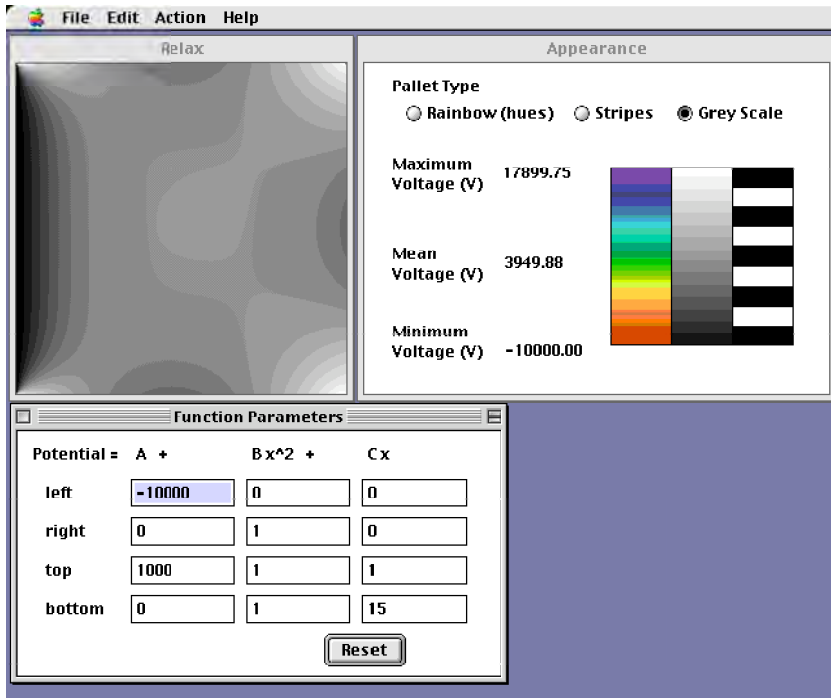 File Edit Action Help
Relax
Appearance
Pallet Type
Rainbow (hues) Stripes Grey Scale
Maximum
Voltage (V) 17899.75
Mean
Voltage (V) 3949.88
Minimum
Voltage (V) -10000.00
Function Parameters
Potential = A + Bx^2 + Cx
left -10000 0 0
right 0 1 0
top 1000 1 1
bottom 0 1 15
Reset